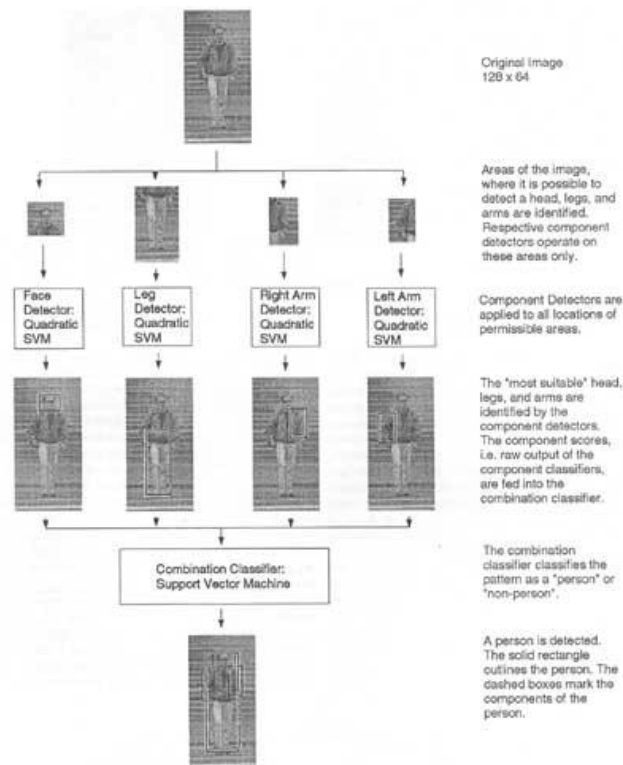 Original Image
128 x 64
Areas of the image,
where it is possible to
detect a head, legs, and
arms are identified.
Respective component
detectors operate on
these areas only.
Face
Detector:
Quadratic
SVM
Leg
Detector:
Quadratic
SVM
Right Arm
Detector:
Quadratic
SVM
Left Arm
Detector:
Quadratic
SVM
Component Detectors are
applied to all locations of
permissible areas.
The "most suitable" head,
legs, and arms are
identified by the
component detectors.
The component scores,
i.e. raw output of the
component classifiers,
are fed into the
combination classifier.
Combination Classifier:
Support Vector Machine
The combination
classifier classifies the
pattern as a "person" or
"non-person".
A person is detected.
The solid rectangle
outlines the person. The
dashed boxes mark the
components of the
person.